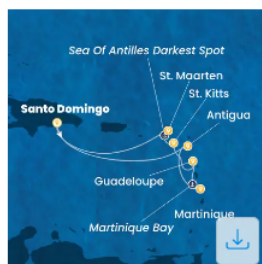 Sea Of Antilles Darkest Spot
St. Maarten
St. Kitts
Santo Domingo
Antigua
Guadeloupe
Martinique
Martinique Bay